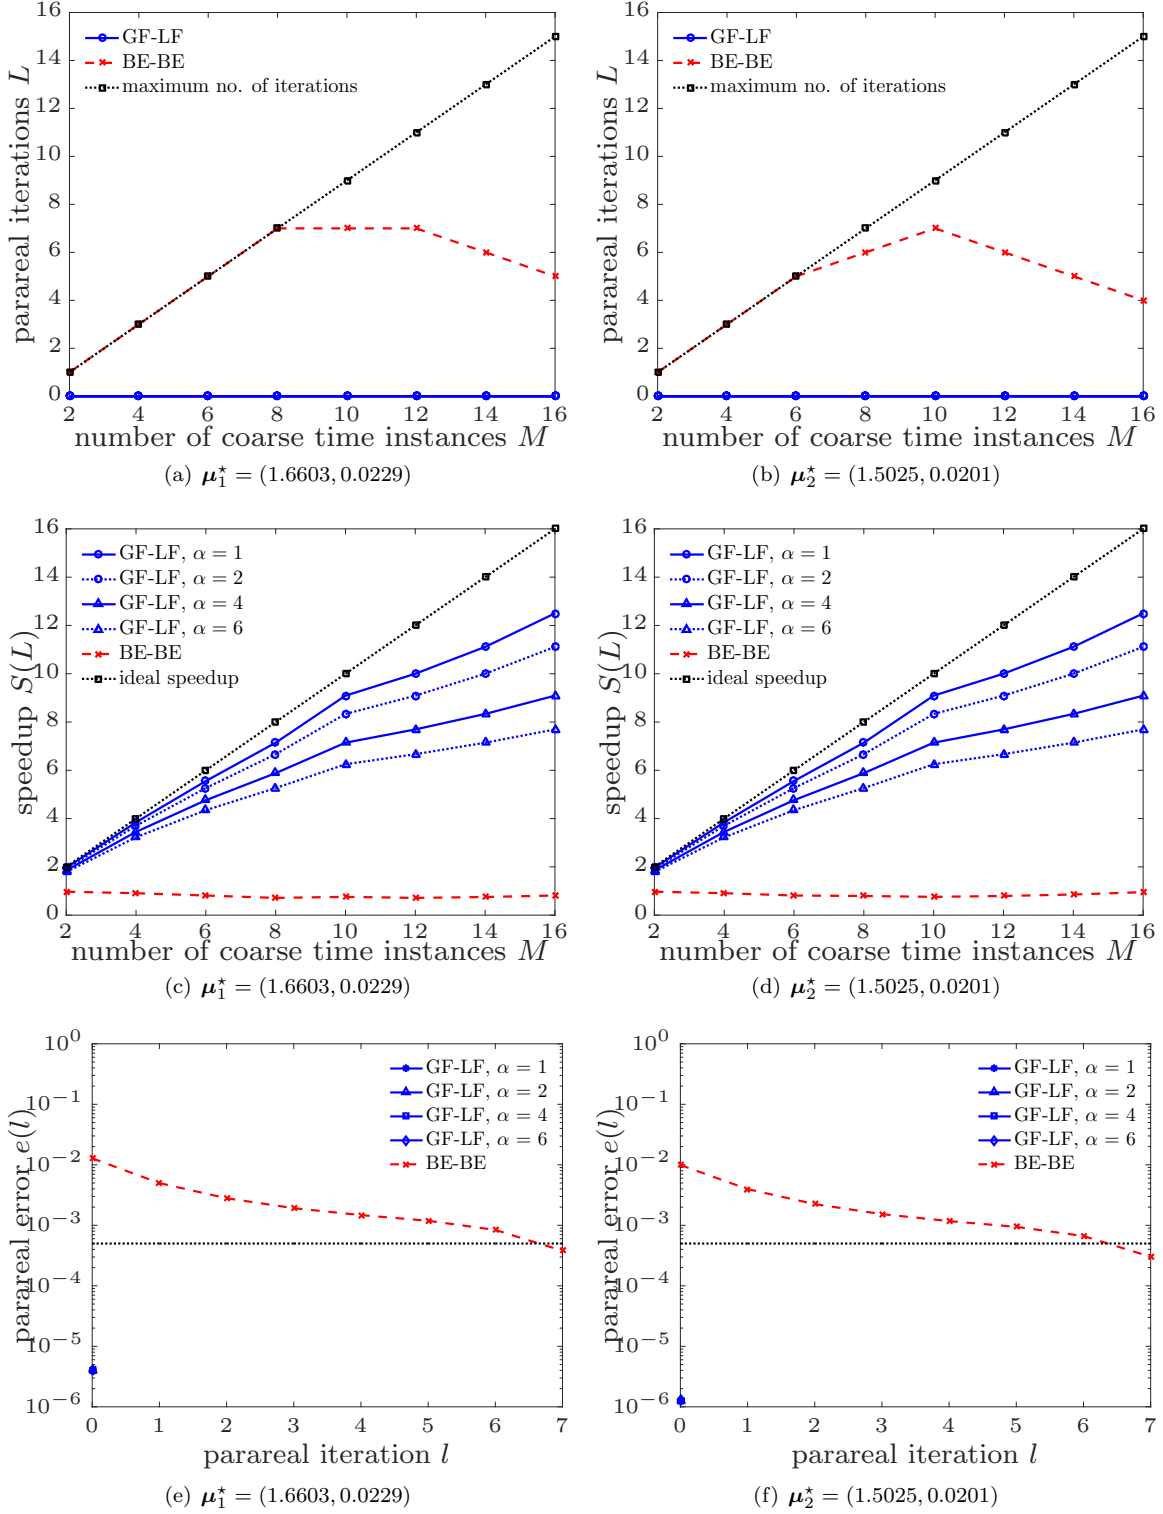 16
14
12
10
8
6
4
2
0
parareal iterations L
GF-LF
BE-BE
maximum no. of iterations
2 4 6 8 10 12 14 16
number of coarse time instances M
(a) μ₁⋆ = (1.6603, 0.0229)
16
14
12
10
8
6
4
2
0
parareal iterations L
GF-LF
BE-BE
maximum no. of iterations
2 4 6 8 10 12 14 16
number of coarse time instances M
(b) μ₂⋆ = (1.5025, 0.0201)
16
14
12
10
8
6
4
2
0
speedup S(L)
GF-LF, α = 1
GF-LF, α = 2
GF-LF, α = 4
GF-LF, α = 6
BE-BE
ideal speedup
2 4 6 8 10 12 14 16
number of coarse time instances M
(c) μ₁⋆ = (1.6603, 0.0229)
16
14
12
10
8
6
4
2
0
speedup S(L)
GF-LF, α = 1
GF-LF, α = 2
GF-LF, α = 4
GF-LF, α = 6
BE-BE
ideal speedup
2 4 6 8 10 12 14 16
number of coarse time instances M
(d) μ₂⋆ = (1.5025, 0.0201)
10⁰
10⁻¹
10⁻²
10⁻³
10⁻⁴
10⁻⁵
10⁻⁶
parareal error e(l)
GF-LF, α = 1
GF-LF, α = 2
GF-LF, α = 4
GF-LF, α = 6
BE-BE
0 1 2 3 4 5 6 7
parareal iteration l
(e) μ₁⋆ = (1.6603, 0.0229)
10⁰
10⁻¹
10⁻²
10⁻³
10⁻⁴
10⁻⁵
10⁻⁶
parareal error e(l)
GF-LF, α = 1
GF-LF, α = 2
GF-LF, α = 4
GF-LF, α = 6
BE-BE
0 1 2 3 4 5 6 7
parareal iteration l
(f) μ₂⋆ = (1.5025, 0.0201)